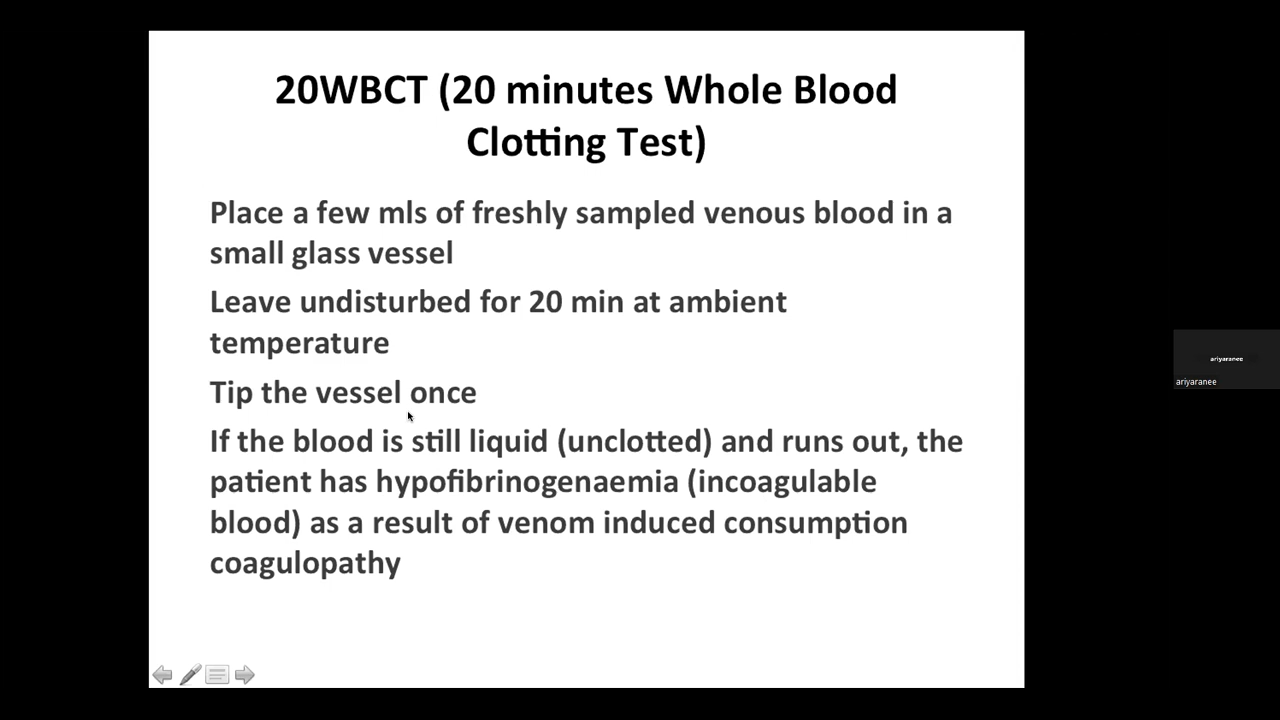 20WBCT (20 minutes Whole Blood
Clotting Test)
Place a few mls of freshly sampled venous blood in a
small glass vessel
Leave undisturbed for 20 min at ambient
temperature
Tip the vessel once
If the blood is still liquid (unclotted) and runs out, the
patient has hypofibrinogenaemia (incoagulable
blood) as a result of venom induced consumption
coagulopathy
ariyaranee
ariyaranee